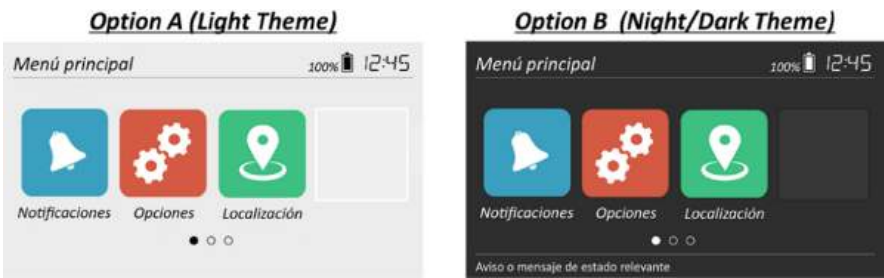 Option A (Light Theme)
Menú principal
100%
12:45
Notificaciones
Opciones
Localización
Option B (Night/Dark Theme)
Menú principal
100%
12:45
Notificaciones
Opciones
Localización
Aviso o mensaje de estado relevante